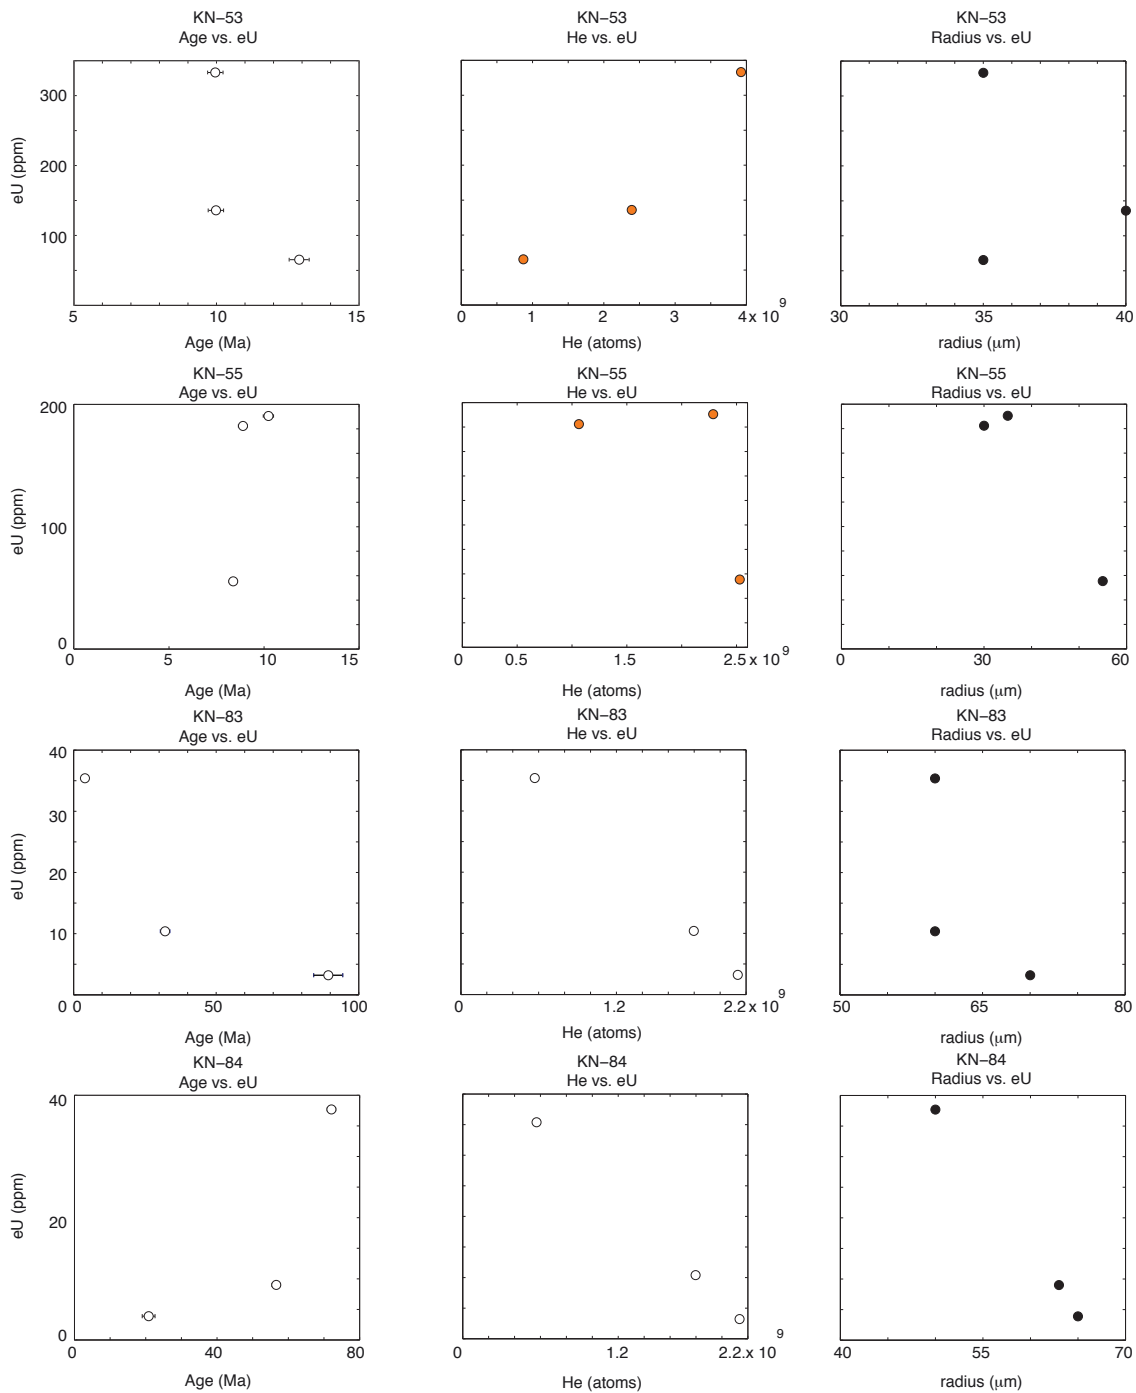 KN−53
Age vs. eU
KN−53
He vs. eU
KN−53
Radius vs. eU
eU (ppm)
300
200
100
5 10 15
0 1 2 3 4 x 10 9
30 35 40
Age (Ma)
He (atoms)
radius (μm)
KN−55
Age vs. eU
KN−55
He vs. eU
KN−55
Radius vs. eU
eU (ppm)
200
100
0
0 5 10 15
0 0.5 1.5 2.5 x 10 9
0 30 60
Age (Ma)
He (atoms)
radius (μm)
KN−83
Age vs. eU
KN−83
He vs. eU
KN−83
Radius vs. eU
eU (ppm)
40
30
20
10
0
0 50 100
0 1.2 2.2 x 10 9
50 65 80
Age (Ma)
He (atoms)
radius (μm)
KN−84
Age vs. eU
KN−84
He vs. eU
KN−84
Radius vs. eU
eU (ppm)
40
20
0
0 40 80
0 1.2 2.2.x 10 9
40 55 70
Age (Ma)
He (atoms)
radius (μm)